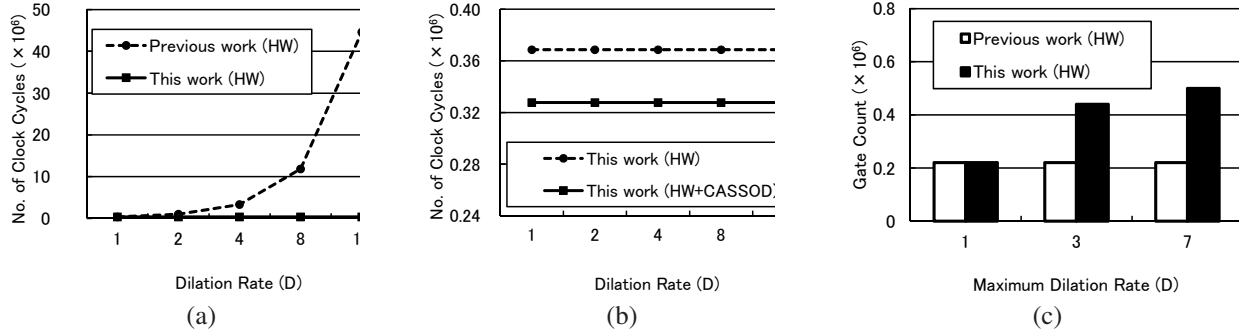 No. of Clock Cycles (×10⁶)
50
40
30
20
10
0
Previous work (HW)
This work (HW)
1 2 4 8 1
Dilation Rate (D)
(a)
No. of Clock Cycles (×10⁶)
0.40
0.36
0.32
0.28
0.24
This work (HW)
This work (HW+CASSOD)
1 2 4 8
Dilation Rate (D)
(b)
Gate Count (×10⁶)
0.8
0.6
0.4
0.2
0
Previous work (HW)
This work (HW)
1 3 7
Maximum Dilation Rate (D)
(c)